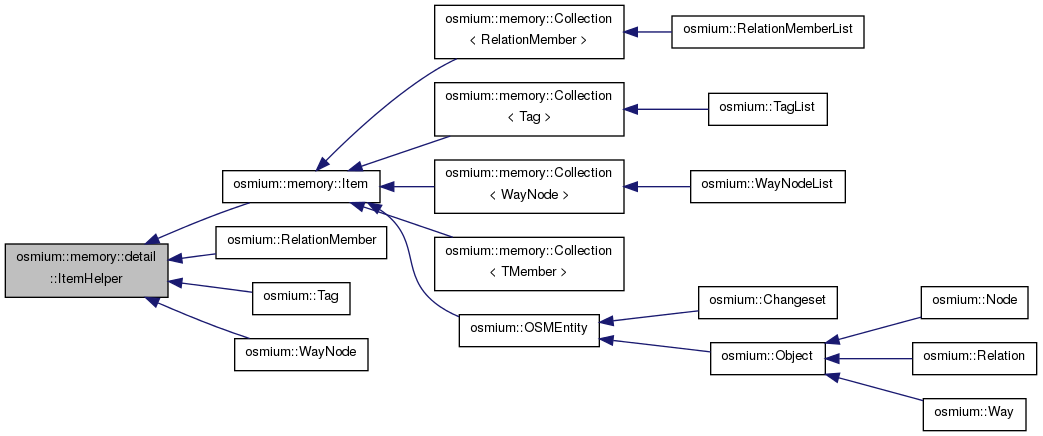 osmium::memory::Collection
< RelationMember >
osmium::RelationMemberList
osmium::memory::Collection
< Tag >
osmium::TagList
osmium::memory::Item
osmium::memory::Collection
< WayNode >
osmium::WayNodeList
osmium::RelationMember
osmium::memory::detail
::ItemHelper
osmium::memory::Collection
< TMember >
osmium::Tag
osmium::Changeset
osmium::Node
osmium::OSMEntity
osmium::WayNode
osmium::Object
osmium::Relation
osmium::Way